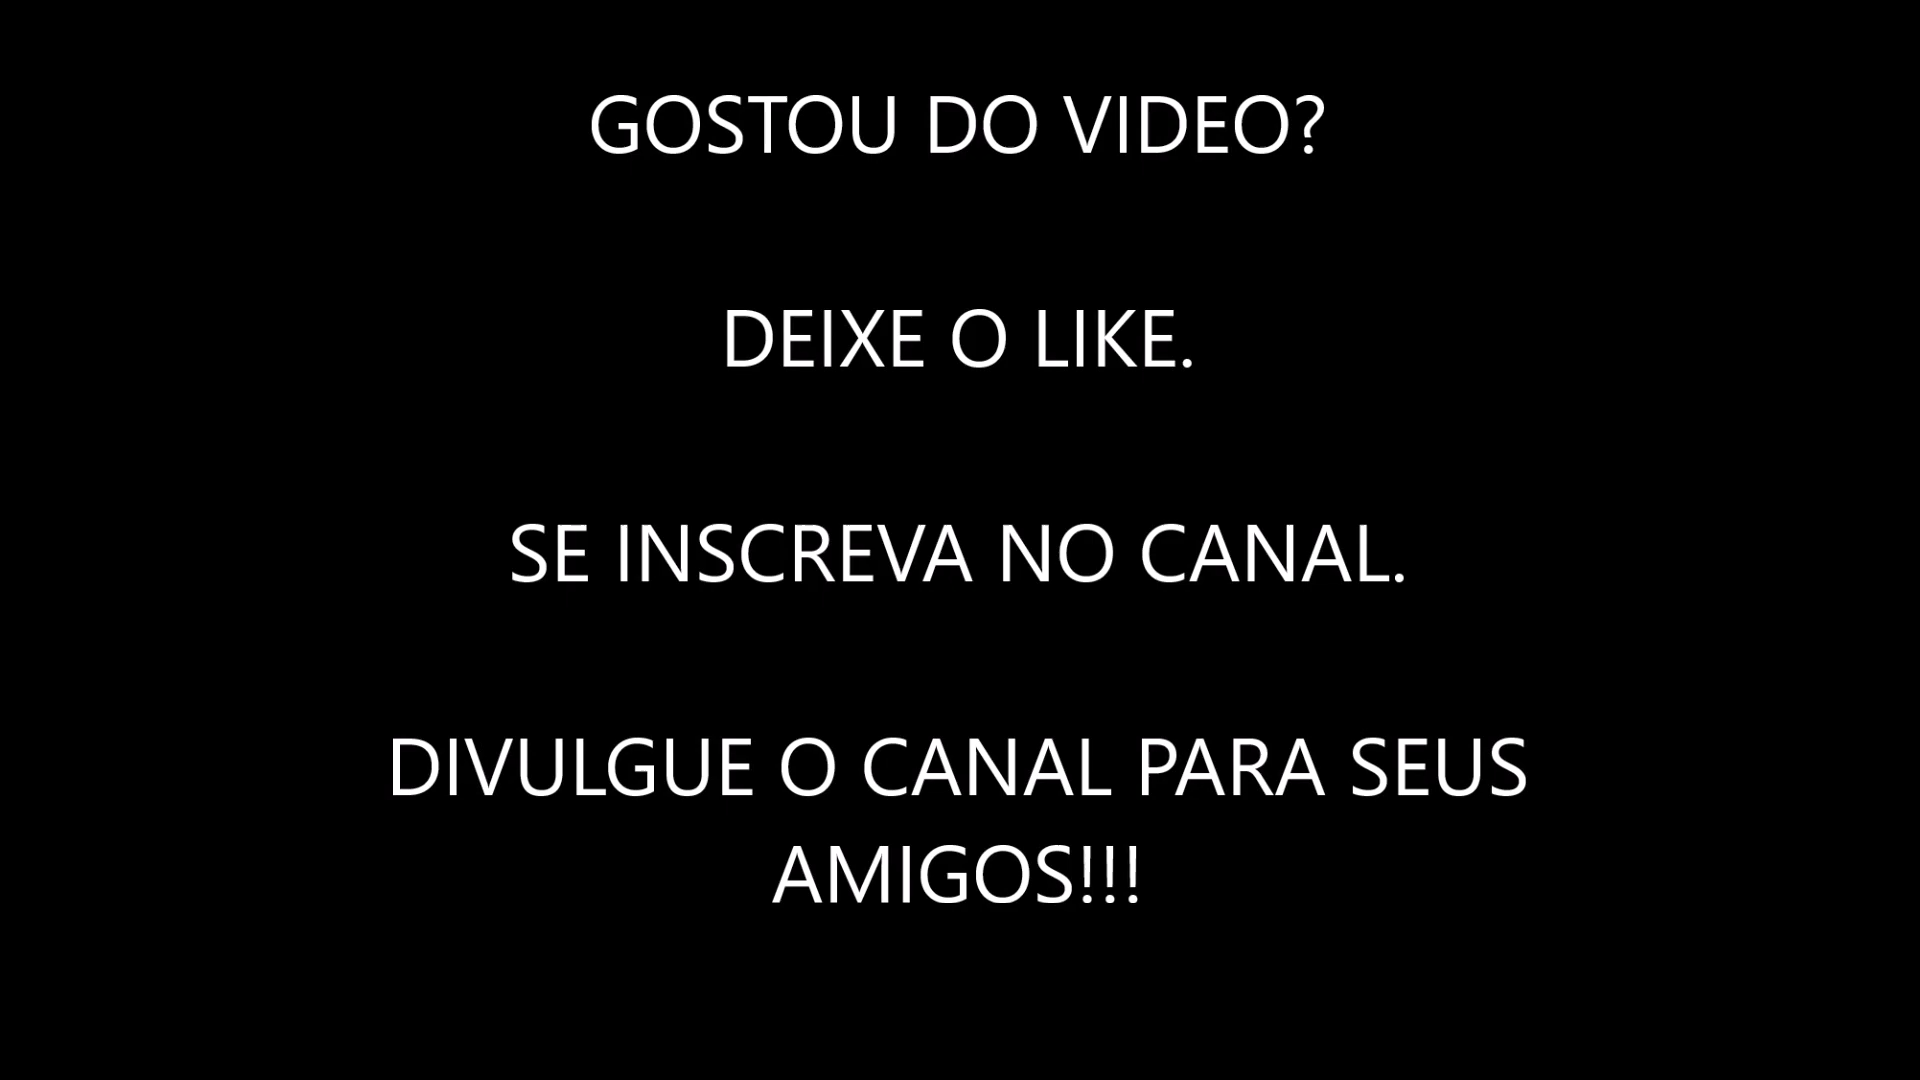 GOSTOU DO VIDEO?
DEIXE O LIKE.
SE INSCREVA NO CANAL.
DIVULGUE O CANAL PARA SEUS
AMIGOS!!!